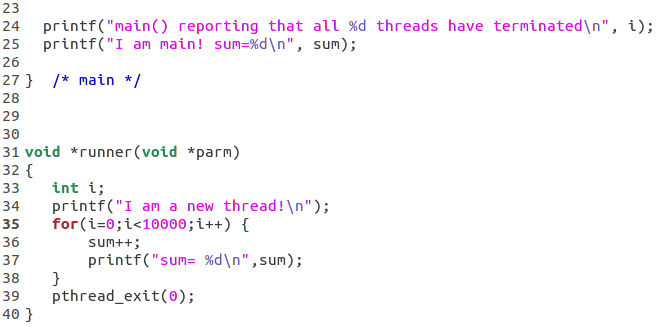 23
24   printf("main() reporting that all %d threads have terminated\n", i);
25   printf("I am main! sum=%d\n", sum);
26
27 }  /* main */
28
29
30
31 void *runner(void *parm)
32 {
33    int i;
34    printf("I am a new thread!\n");
35    for(i=0;i<10000;i++) {
36        sum++;
37        printf("sum= %d\n",sum);
38    }
39    pthread_exit(0);
40 }